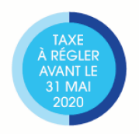 TAXE
À RÉGLER
AVANT LE
31 MAI
2020